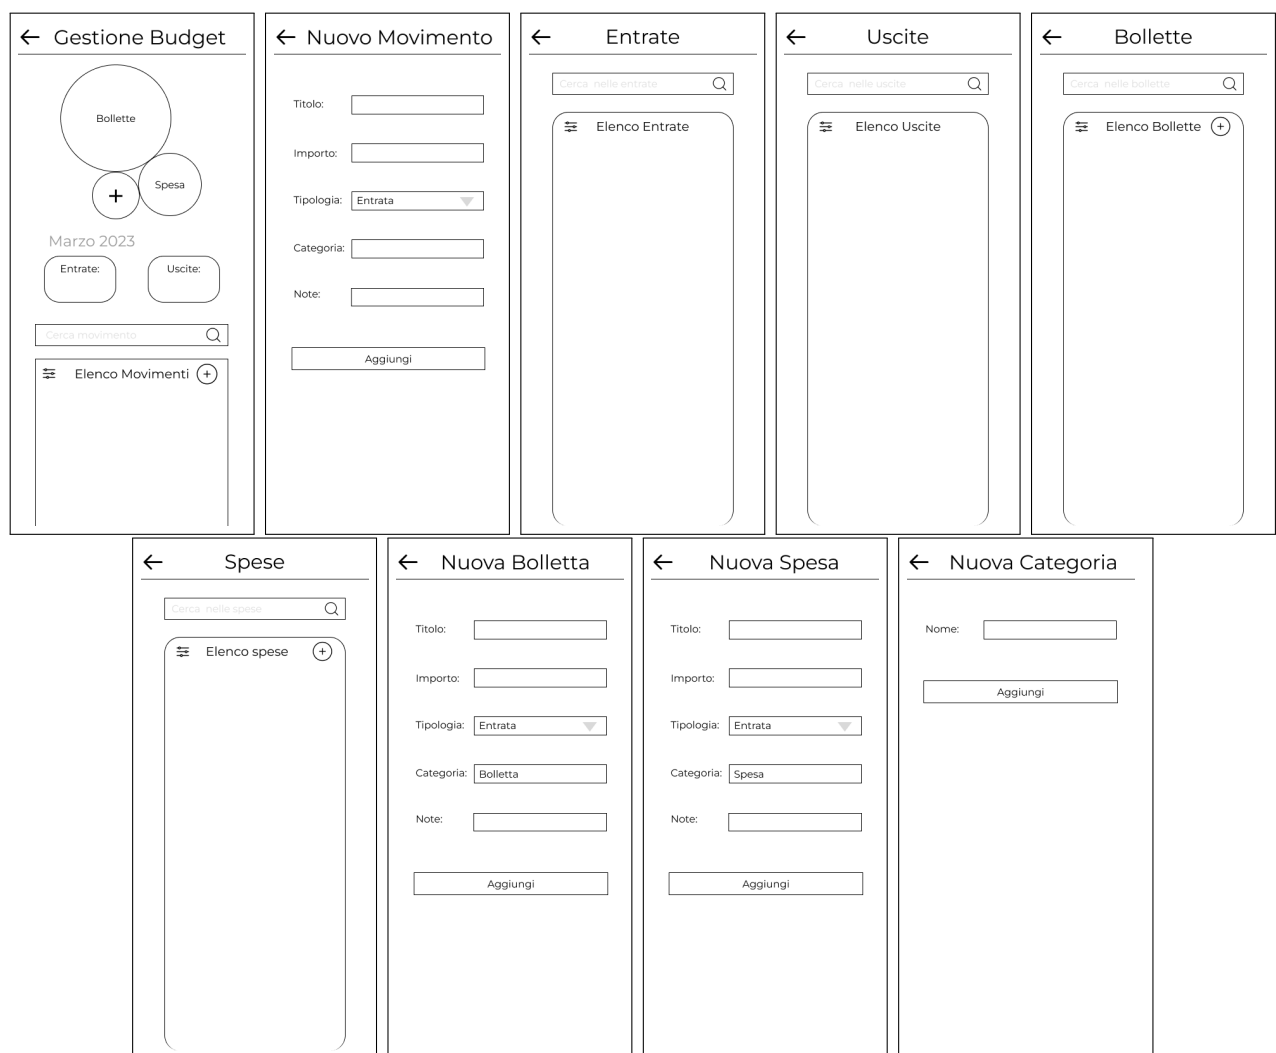 Gestione Budget
Bollette
Spesa
+
Marzo 2023
Entrate:
Uscite:
Cerca movimento
Elenco Movimenti +
Nuovo Movimento
Titolo:
Importo:
Tipologia: Entrata
Categoria:
Note:
Aggiungi
Entrate
Cerca nelle entrate
Elenco Entrate
Uscite
Cerca nelle uscite
Elenco Uscite
Bollette
Cerca nelle bollette
Elenco Bollette +
Spese
Cerca nelle spese
Elenco spese +
Nuova Bolletta
Titolo:
Importo:
Tipologia: Entrata
Categoria: Bolletta
Note:
Aggiungi
Nuova Spesa
Titolo:
Importo:
Tipologia: Entrata
Categoria: Spesa
Note:
Aggiungi
Nuova Categoria
Nome:
Aggiungi